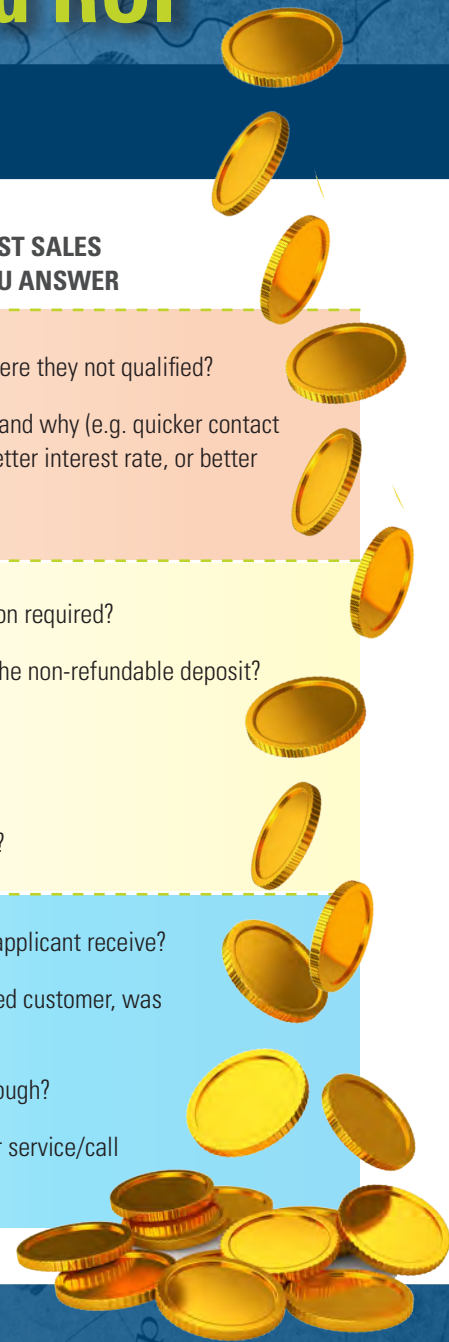 ROI
ST SALES
U ANSWER
ere they not qualified?
and why (e.g. quicker contact
etter interest rate, or better
on required?
he non-refundable deposit?
?
applicant receive?
ed customer, was
ough?
r service/call